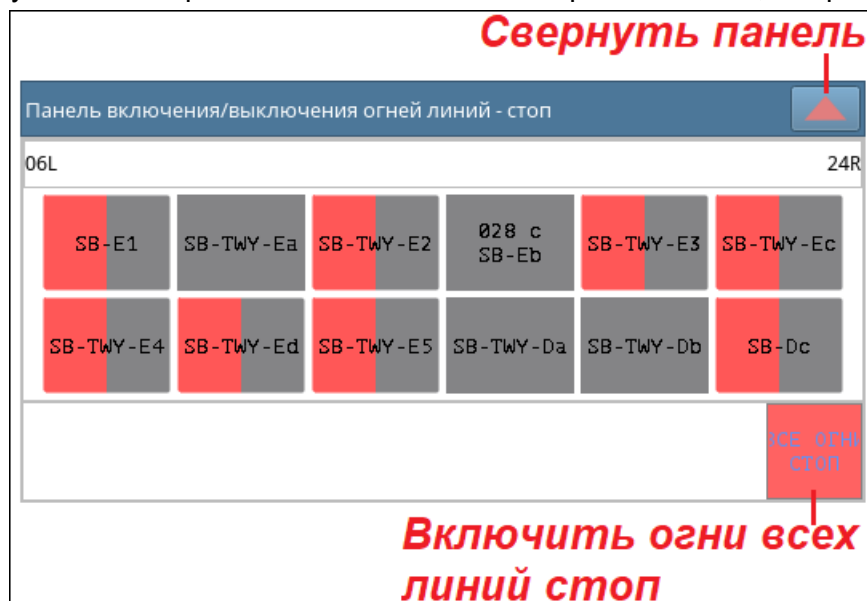 Свернуть панель
Панель включения/выключения огней линий - стоп
06L 24R
SB-E1 SB-TWY-Ea SB-TWY-E2 028 c SB-TWY-E3 SB-TWY-Ec
SB-Eb
SB-TWY-E4 SB-TWY-Ed SB-TWY-E5 SB-TWY-Da SB-TWY-Db SB-Dc
ВСЕ ОГНИ
СТОП
Включить огни всех
линий стоп